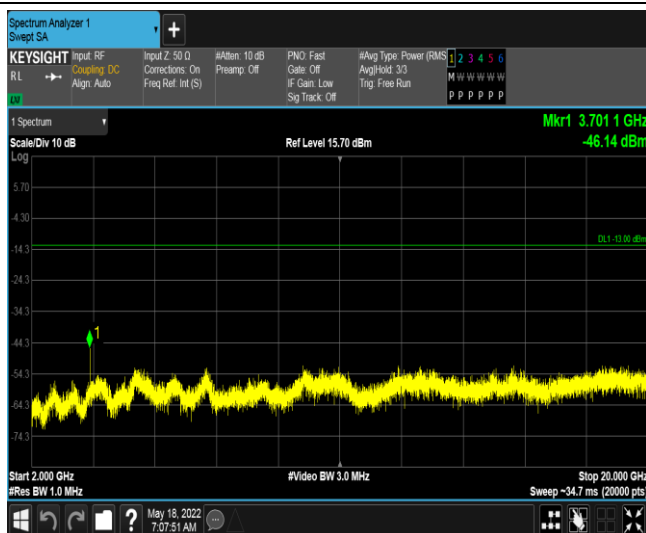 Spectrum Analyzer 1
Swept SA
KEYSIGHT
RL
Input: RF
Coupling: DC
Align: Auto
Input Z: 50 Ω
Corrections: On
Freq Ref: Int (S)
#Atten: 10 dB
Preamp: Off
PNO: Fast
Gate: Off
IF Gain: Low
Sig Track: Off
#Avg Type: Power (RMS
Avg|Hold: 3/3
Trig: Free Run
1 2 3 4 5 6
M W W W W W
P P P P P P
1 Spectrum
Scale/Div 10 dB
Ref Level 15.70 dBm
Mkr1 3.701 1 GHz
-46.14 dBm
Log
5.70
-4.30
-14.3
-24.3
-34.3
-44.3
-54.3
-64.3
-74.3
DL1 -13.00 dBm
1
Start 2.000 GHz
#Res BW 1.0 MHz
#Video BW 3.0 MHz
Stop 20.000 GHz
Sweep ~34.7 ms (20000 pts)
?
May 18, 2022
7:07:51 AM